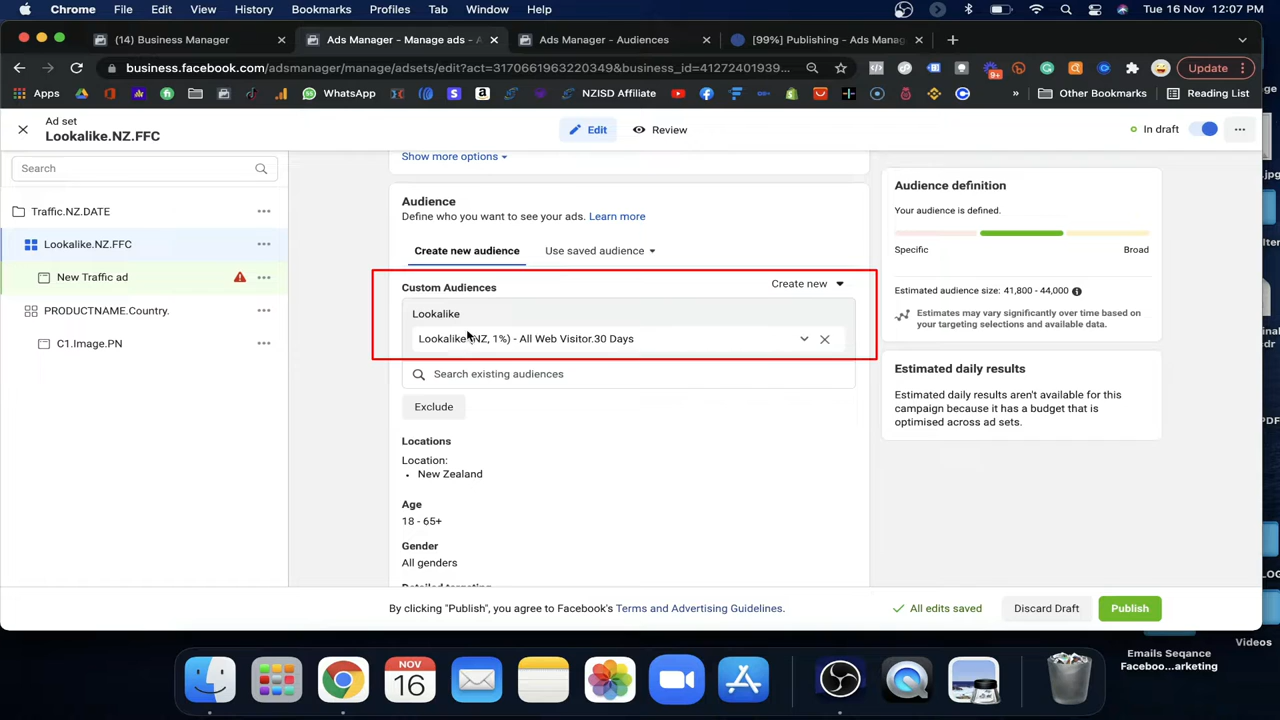 Chrome File Edit View History Bookmarks Profiles Tab Window Help Tue 16 Nov 12:07 PM
(14) Business Manager
Ads Manager - Manage ads -
Ads Manager - Audiences
[99%] Publishing - Ads Manag
business.facebook.com/adsmanager/manage/adsets/edit?act=3170661963220349&business_id=41272401939...
9+
Update
Apps
WhatsApp
NZISD Affiliate
Other Bookmarks
Reading List
Ad set
Lookalike.NZ.FFC
Edit
Review
In draft
Search
Traffic.NZ.DATE
Lookalike.NZ.FFC
New Traffic ad
PRODUCTNAME.Country.
C1.Image.PN
Show more options
Audience
Define who you want to see your ads. Learn more
Create new audience
Use saved audience
Custom Audiences
Create new
Lookalike
Lookalike NZ, 1%) - All Web Visitor.30 Days
Search existing audiences
Exclude
Locations
Location:
New Zealand
Age
18 - 65+
Gender
All genders
Detailed targeting
Audience definition
Your audience is defined.
Specific
Broad
Estimated audience size: 41,800 - 44,000
Estimates may vary significantly over time based on
your targeting selections and available data.
Estimated daily results
Estimated daily results aren't available for this
campaign because it has a budget that is
optimised across ad sets.
By clicking "Publish", you agree to Facebook's Terms and Advertising Guidelines.
All edits saved
Discard Draft
Publish
.jpg
PDF
LOG
Videos
Emails Seqance
Faceboo...arketing
NOV
16